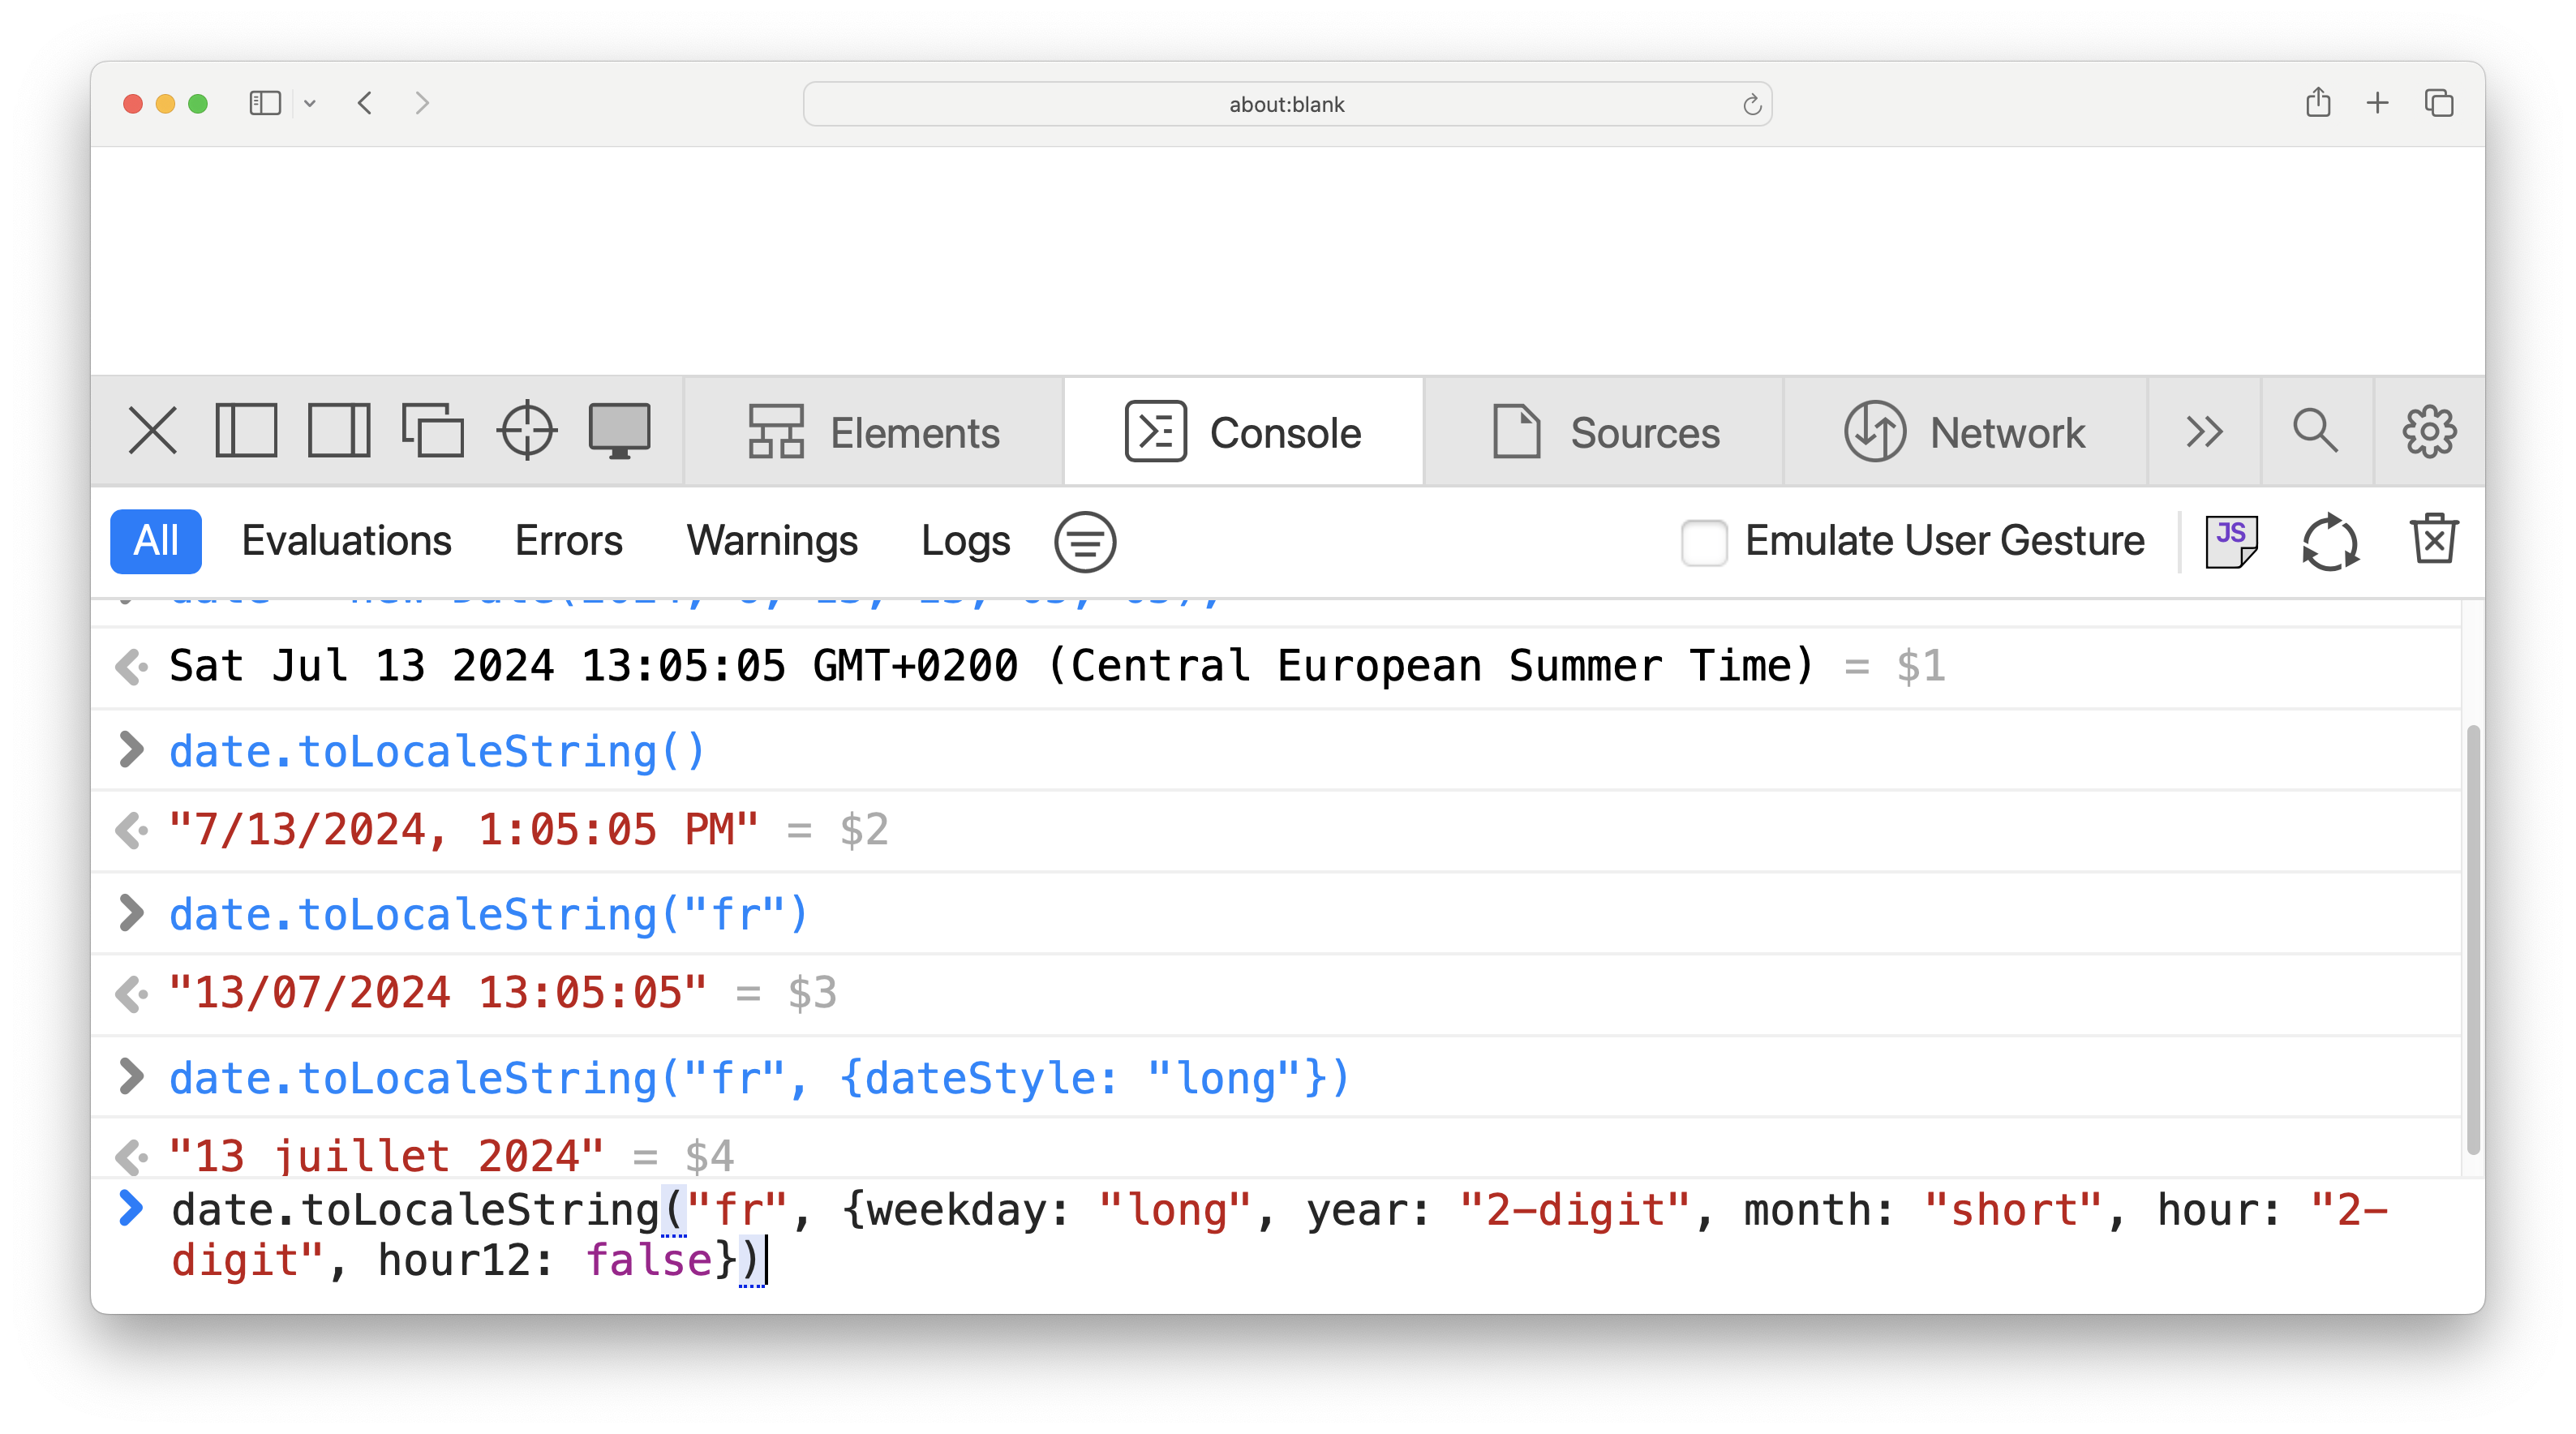 about:blank
Elements
Console
Sources
Network
All
Evaluations
Errors
Warnings
Logs
Emulate User Gesture
JS
Sat Jul 13 2024 13:05:05 GMT+0200 (Central European Summer Time) = $1
date.toLocaleString()
"7/13/2024, 1:05:05 PM" = $2
date.toLocaleString("fr")
"13/07/2024 13:05:05" = $3
date.toLocaleString("fr", {dateStyle: "long"})
"13 juillet 2024" = $4
date.toLocaleString("fr", {weekday: "long", year: "2-digit", month: "short", hour: "2-
digit", hour12: false})